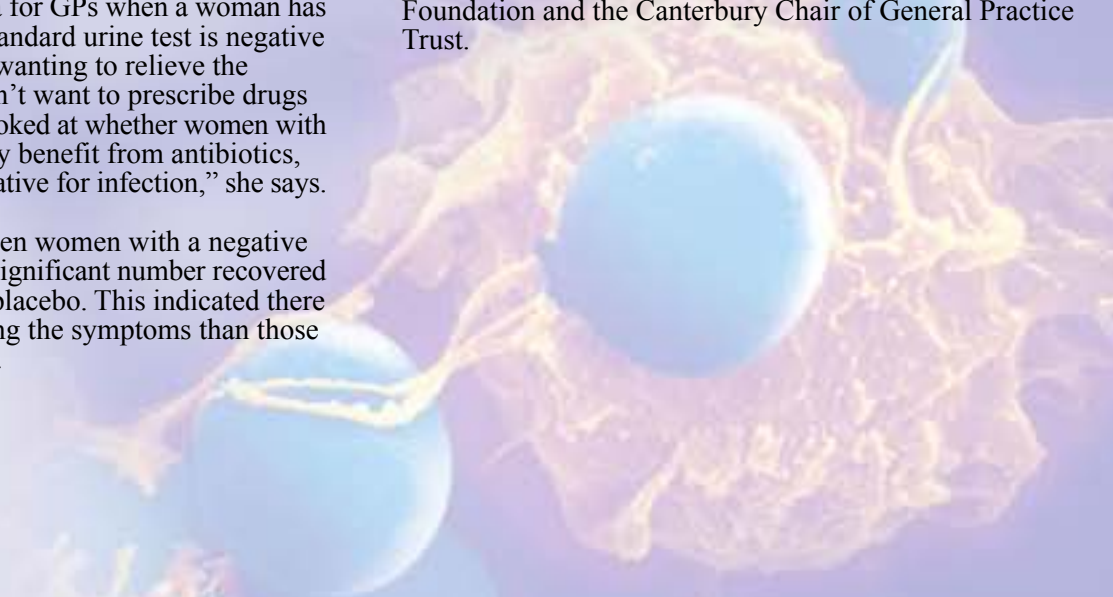 a for GPs when a woman has
andard urine test is negative
wanting to relieve the
n't want to prescribe drugs
oked at whether women with
y benefit from antibiotics,
ative for infection,” she says.
en women with a negative
significant number recovered
placebo. This indicated there
ng the symptoms than those
Foundation and the Canterbury Chair of General Practice
Trust.